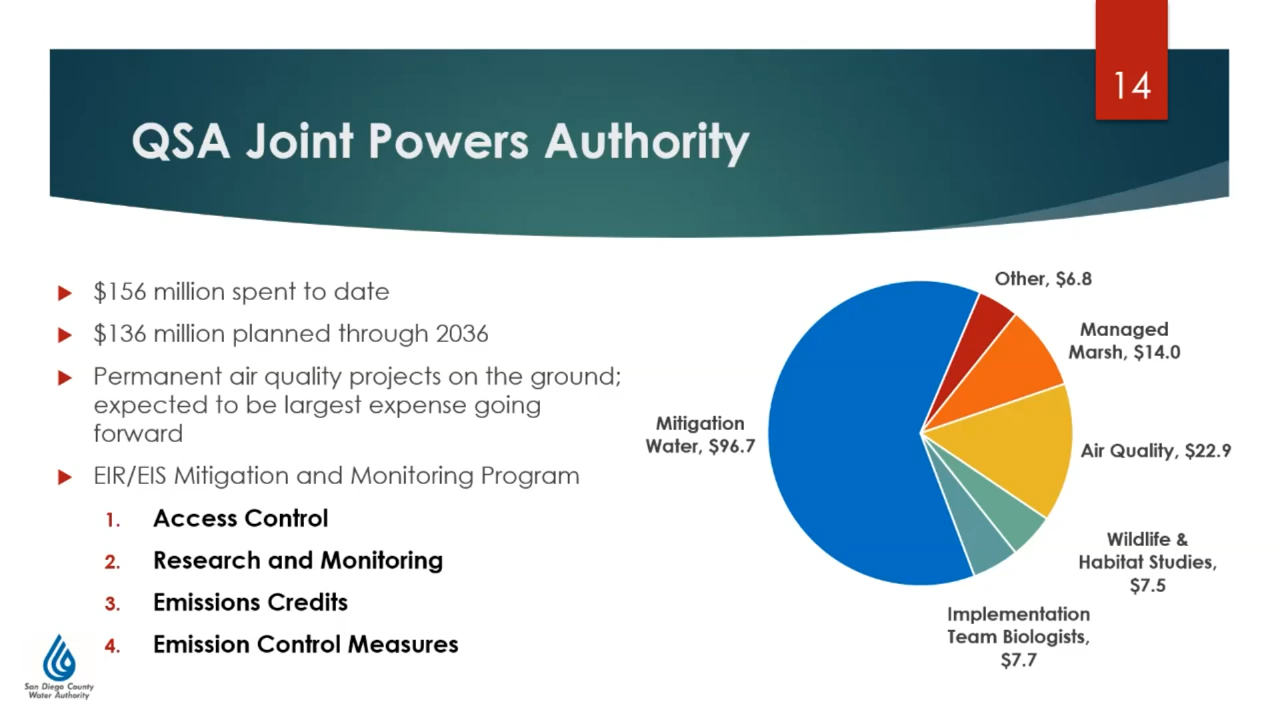 14
QSA Joint Powers Authority
$156 million spent to date
$136 million planned through 2036
Permanent air quality projects on the ground;
expected to be largest expense going
forward
EIR/EIS Mitigation and Monitoring Program
1. Access Control
2. Research and Monitoring
3. Emissions Credits
4. Emission Control Measures
Other, $6.8
Managed
Marsh, $14.0
Mitigation
Water, $96.7
Air Quality, $22.9
Wildlife &
Habitat Studies,
$7.5
Implementation
Team Biologists,
$7.7
San Diego County
Water Authority